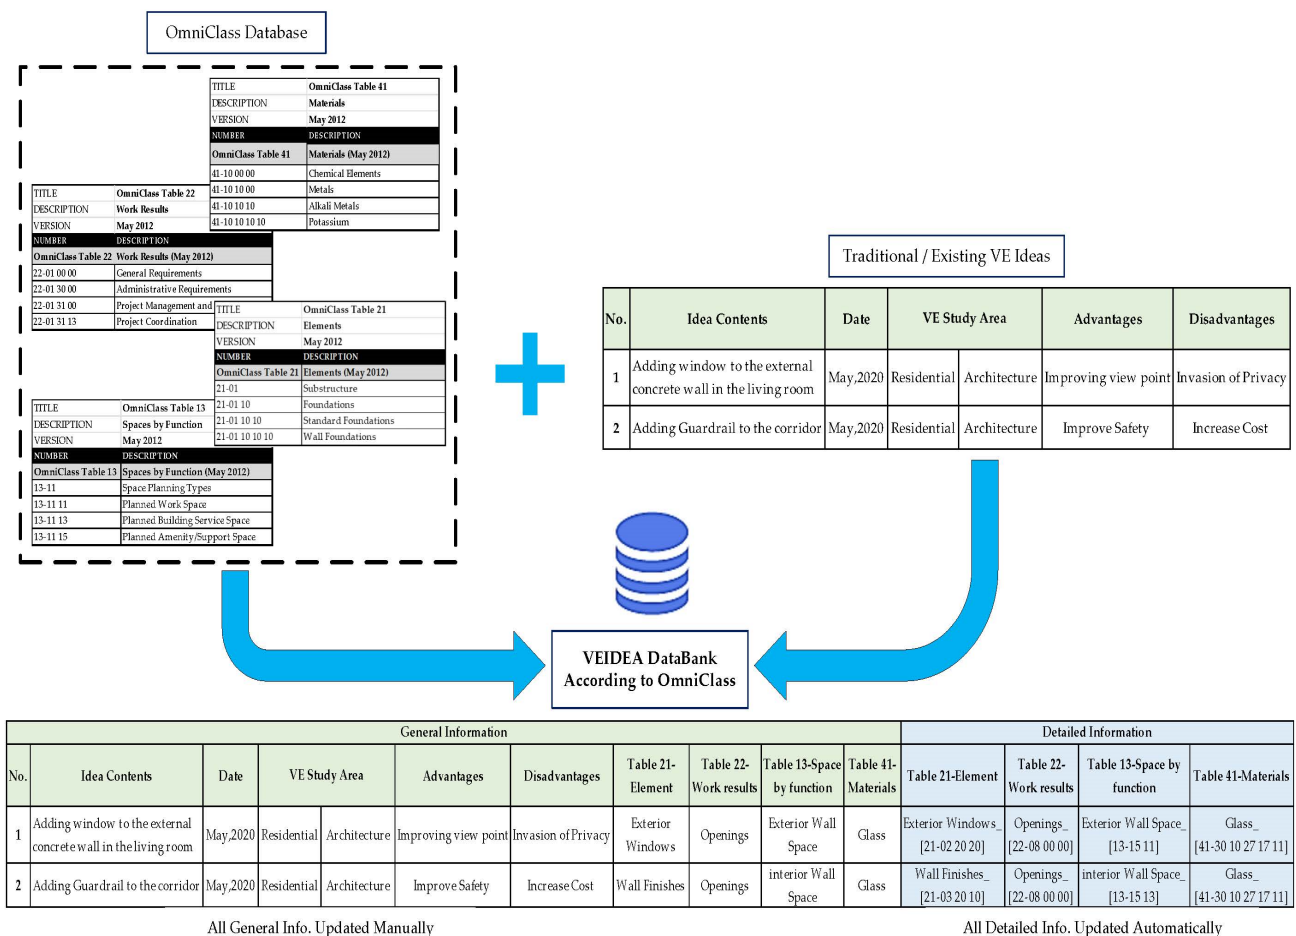 OmniClass Database
TITLE OmniClass Table 41
DESCRIPTION Materials
VERSION May 2012
NUMBER DESCRIPTION
OmniClass Table 41 Materials (May 2012)
41-10 00 00 Chemical Elements
41-10 10 00 Metals
41-10 10 10 Alkali Metals
41-10 10 10 10 Potassium
TITLE OmniClass Table 22
DESCRIPTION Work Results
VERSION May 2012
NUMBER DESCRIPTION
OmniClass Table 22 Work Results (May 2012)
22-01 00 00 General Requirements
22-01 30 00 Administrative Requirements
22-01 31 00 Project Management and
22-01 31 13 Project Coordination
TITLE OmniClass Table 21
DESCRIPTION Elements
VERSION May 2012
NUMBER DESCRIPTION
OmniClass Table 21 Elements (May 2012)
21-01 Substructure
21-01 10 Foundations
21-01 10 10 Standard Foundations
21-01 10 10 10 Wall Foundations
TITLE OmniClass Table 13
DESCRIPTION Spaces by Function
VERSION May 2012
NUMBER DESCRIPTION
OmniClass Table 13 Spaces by Function (May 2012)
13-11 Space Planning Types
13-11 11 Planned Work Space
13-11 13 Planned Building Service Space
13-11 15 Planned Amenity/Support Space
Traditional / Existing VE Ideas
No. Idea Contents Date VE Study Area Advantages Disadvantages
1 Adding window to the external concrete wall in the living room May,2020 Residential Architecture Improving view point Invasion of Privacy
2 Adding Guardrail to the corridor May,2020 Residential Architecture Improve Safety Increase Cost
VEIDEA DataBank
According to OmniClass
General Information Detailed Information
No. Idea Contents Date VE Study Area Advantages Disadvantages Table 21-Element Table 22-Work results Table 13-Space by function Table 41-Materials Table 21-Element Table 22-Work results Table 13-Space by function Table 41-Materials
1 Adding window to the external concrete wall in the living room May,2020 Residential Architecture Improving view point Invasion of Privacy Exterior Windows Openings Exterior Wall Space Glass Exterior Windows_ [21-02 20 20] Openings_ [22-08 00 00] Exterior Wall Space_ [13-15 11] Glass_ [41-30 10 27 17 11]
2 Adding Guardrail to the corridor May,2020 Residential Architecture Improve Safety Increase Cost Wall Finishes Openings interior Wall Space Glass Wall Finishes_ [21-03 20 10] Openings_ [22-08 00 00] interior Wall Space_ [13-15 13] Glass_ [41-30 10 27 17 11]
All General Info. Updated Manually All Detailed Info. Updated Automatically